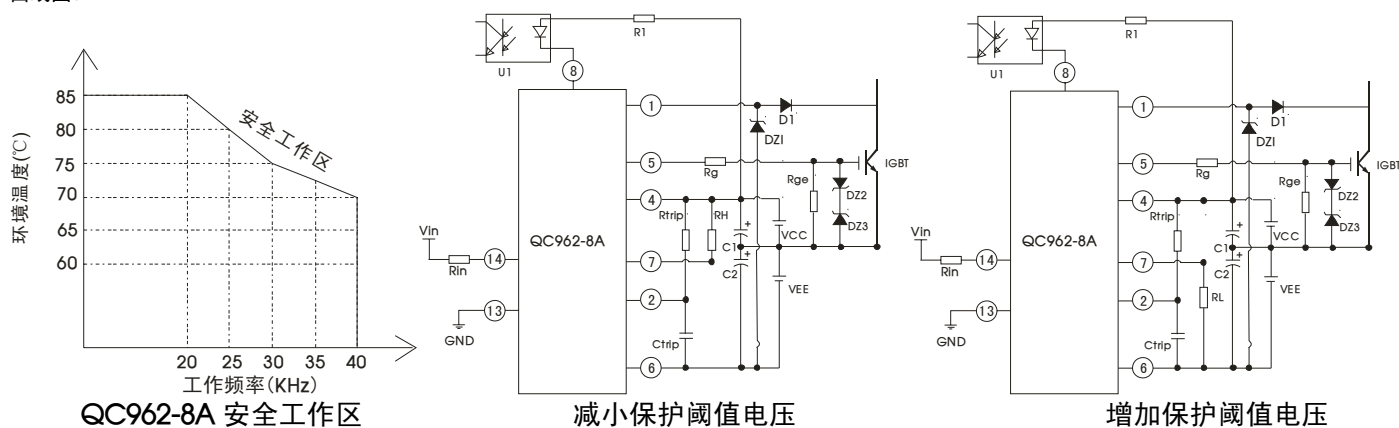 85
80
75
70
65
60
环境温度(℃)
安全工作区
20 25 30 35 40
工作频率(KHz)
QC962-8A 安全工作区
U1
R1
8
1
D1
DZ1
5
Rg
Rge
IGBT
DZ2
4
Rtrip
RH
VCC
DZ3
QC962-8A
Vin
Rin
14
C1
+
7
C2
+
VEE
2
13
GND
Ctrip
6
减小保护阈值电压
U1
R1
8
1
D1
DZ1
5
Rg
Rge
IGBT
DZ2
4
Rtrip
VCC
DZ3
QC962-8A
Vin
Rin
14
C1
+
7
C2
+
RL
VEE
2
13
GND
Ctrip
6
增加保护阈值电压